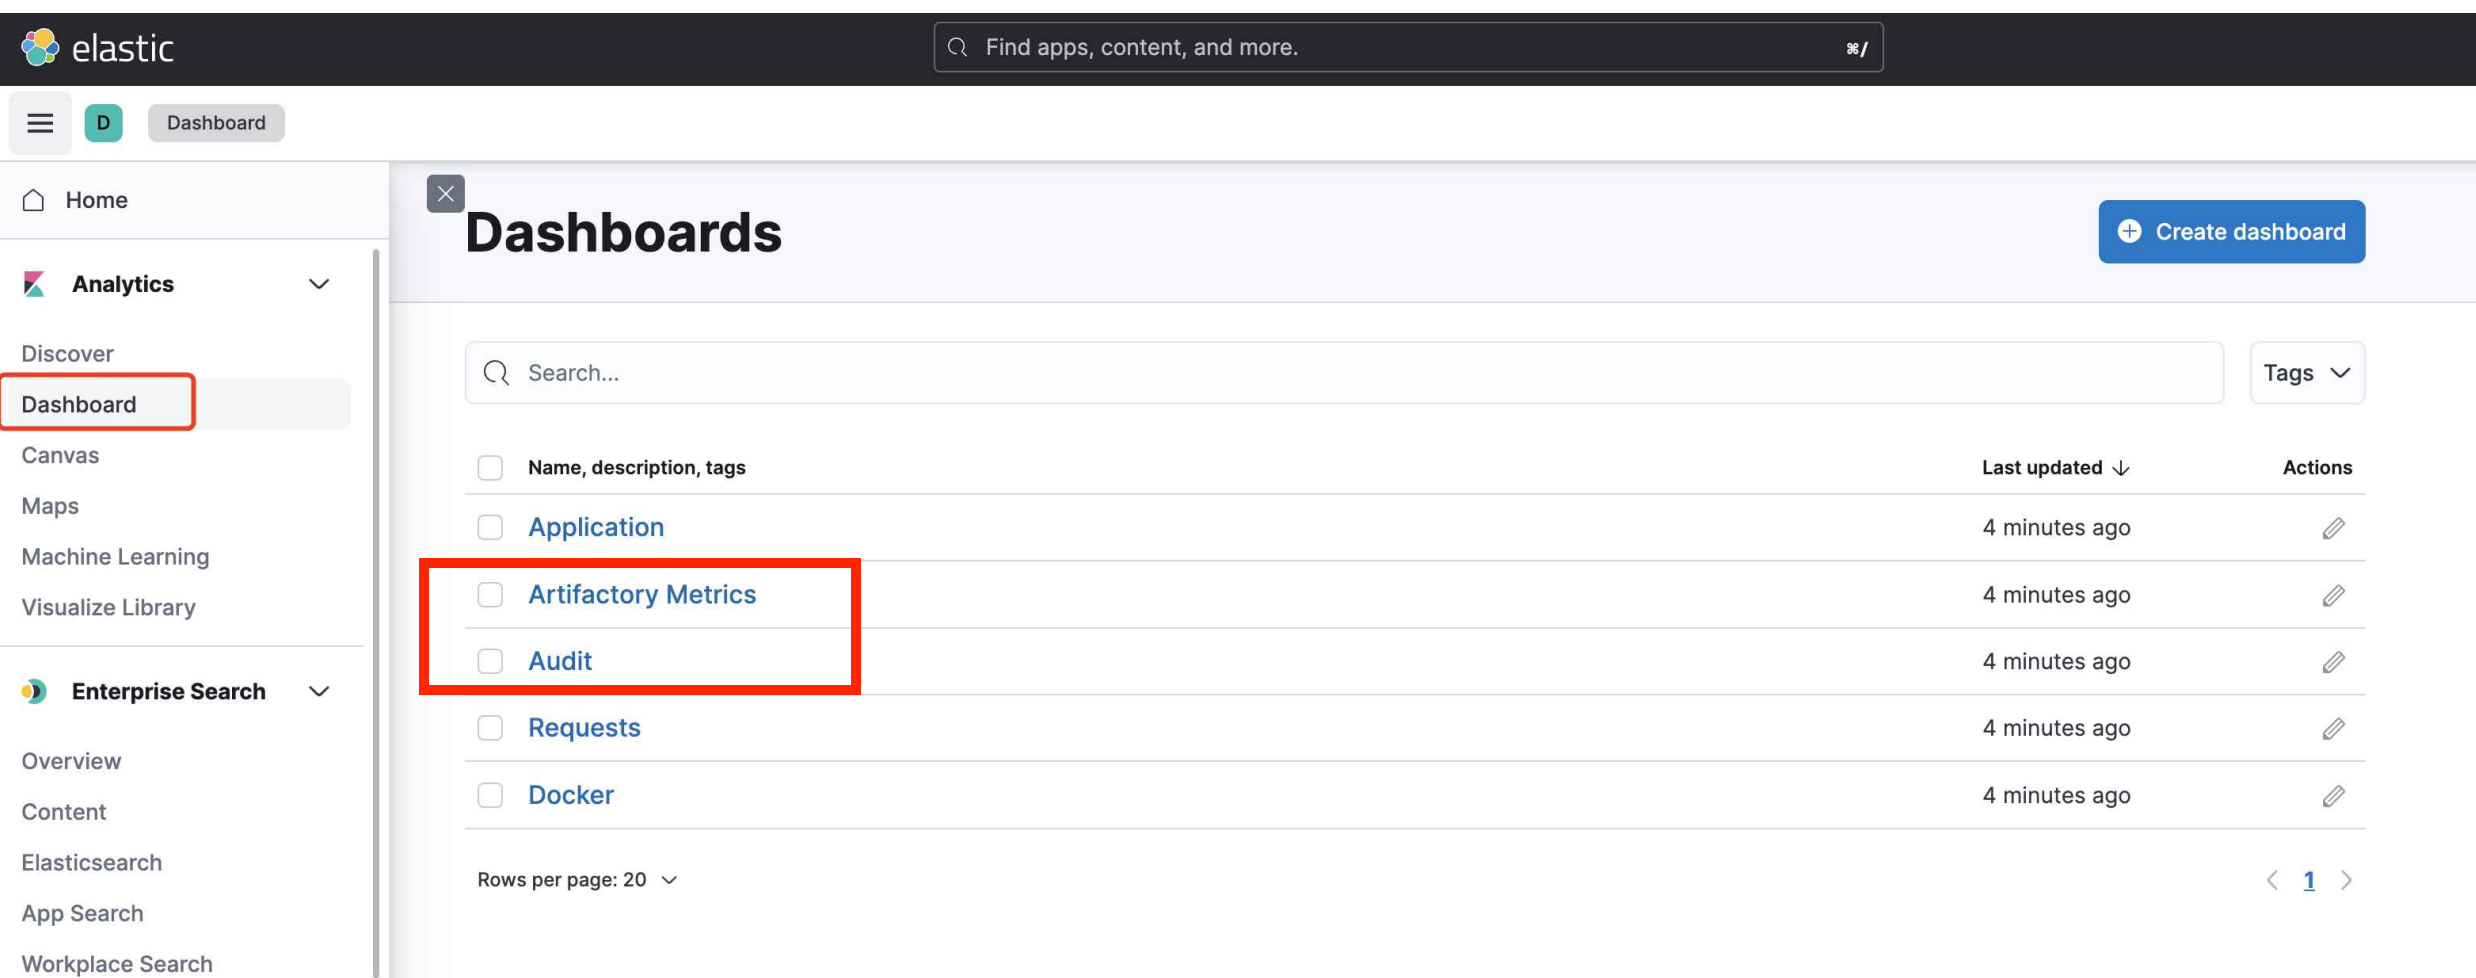 elastic
Find apps, content, and more.
⌘/
D
Dashboard
Home
Analytics
Discover
Dashboard
Canvas
Maps
Machine Learning
Visualize Library
Enterprise Search
Overview
Content
Elasticsearch
App Search
Workplace Search
Dashboards
Create dashboard
Search...
Tags
Name, description, tags
Last updated
Actions
Application
4 minutes ago
Artifactory Metrics
4 minutes ago
Audit
4 minutes ago
Requests
4 minutes ago
Docker
4 minutes ago
Rows per page: 20
1